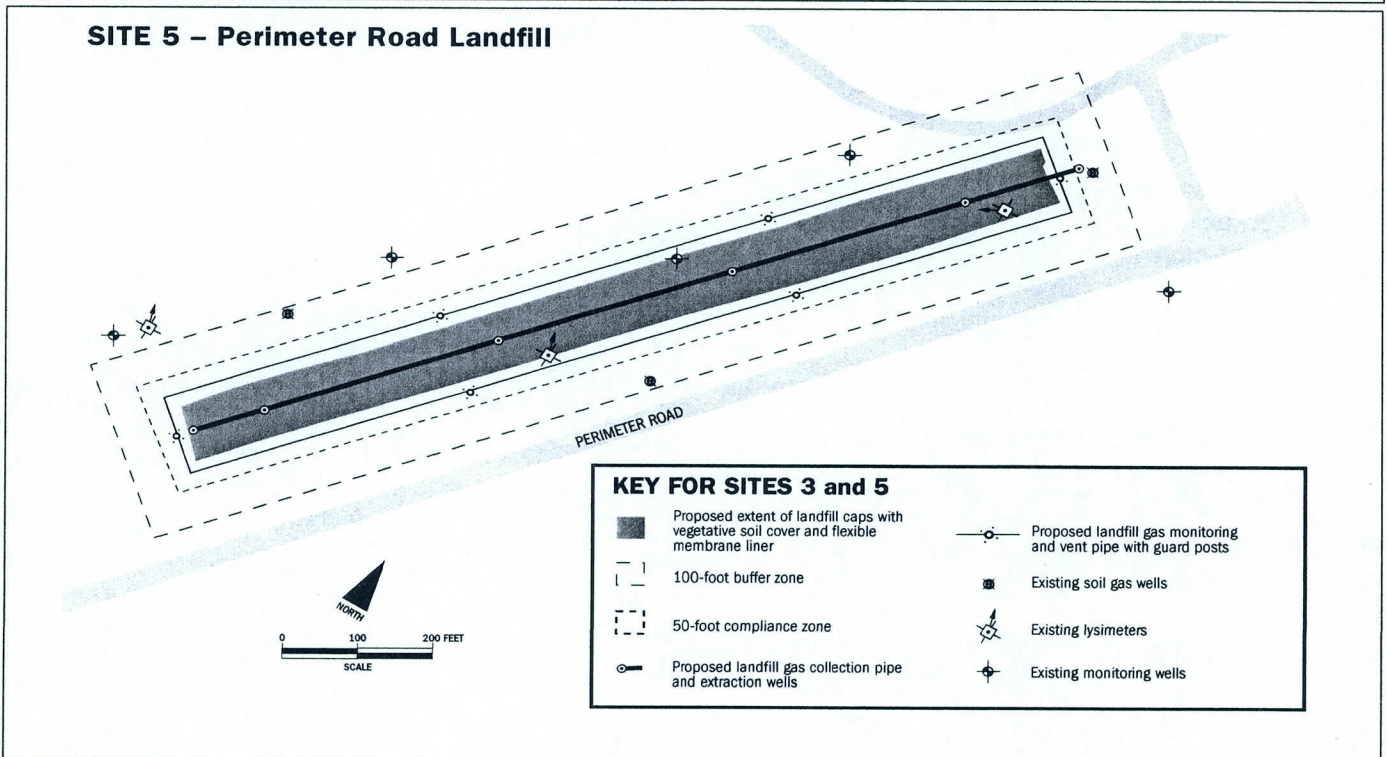 SITE 5 – Perimeter Road Landfill
PERIMETER ROAD
NORTH
0 100 200 FEET
SCALE
KEY FOR SITES 3 and 5
Proposed extent of landfill caps with
vegetative soil cover and flexible
membrane liner
100-foot buffer zone
50-foot compliance zone
Proposed landfill gas collection pipe
and extraction wells
Proposed landfill gas monitoring
and vent pipe with guard posts
Existing soil gas wells
Existing lysimeters
Existing monitoring wells